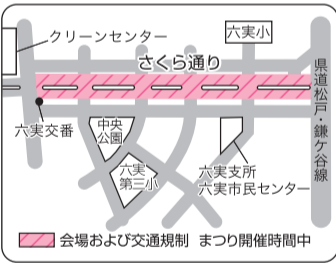 クリーンセンター
六実小
さくら通り
県道松戸・鎌ケ谷線
六実交番
中央
公園
六実
第三小
六実支所
六実市民センター
会場および交通規制 まつり開催時間中